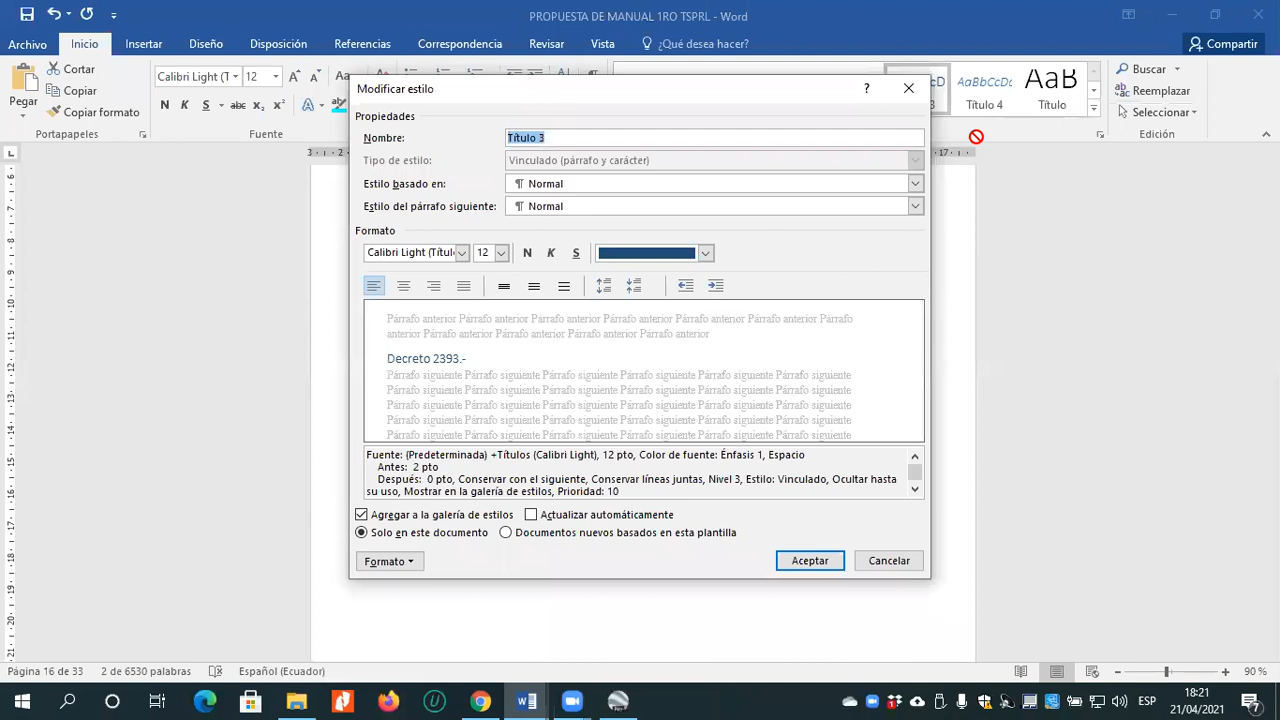 PROPUESTA DE MANUAL 1RO TSPRL - Word
Archivo Inicio Insertar Diseño Disposición Referencias Correspondencia Revisar Vista ¿Qué desea hacer? Compartir
Pegar
Cortar
Copiar
Copiar formato
Portapapeles
Calibri Light (T 12
N K S abc x₂ x²
Fuente
3
AaBbCcDc
Título 4
AaB
Título
Buscar
Reemplazar
Seleccionar
Edición
Modificar estilo
Propiedades
Nombre: Título 3
Tipo de estilo: Vinculado (párrafo y carácter)
Estilo basado en: ¶ Normal
Estilo del párrafo siguiente: ¶ Normal
Formato
Calibri Light (Títul 12 N K S
Párrafo anterior Párrafo anterior Párrafo anterior Párrafo anterior Párrafo anterior Párrafo anterior Párrafo
anterior Párrafo anterior Párrafo anterior Párrafo anterior Párrafo anterior
Decreto 2393.-
Párrafo siguiente Párrafo siguiente Párrafo siguiente Párrafo siguiente Párrafo siguiente Párrafo siguiente
Párrafo siguiente Párrafo siguiente Párrafo siguiente Párrafo siguiente Párrafo siguiente Párrafo siguiente
Párrafo siguiente Párrafo siguiente Párrafo siguiente Párrafo siguiente Párrafo siguiente Párrafo siguiente
Párrafo siguiente Párrafo siguiente Párrafo siguiente Párrafo siguiente Párrafo siguiente Párrafo siguiente
Párrafo siguiente Párrafo siguiente Párrafo siguiente Párrafo siguiente Párrafo siguiente Párrafo siguiente
Fuente: (Predeterminada) +Títulos (Calibri Light), 12 pto, Color de fuente: Énfasis 1, Espacio
Antes: 2 pto
Después: 0 pto, Conservar con el siguiente, Conservar líneas juntas, Nivel 3, Estilo: Vinculado, Ocultar hasta
su uso, Mostrar en la galería de estilos, Prioridad: 10
Agregar a la galería de estilos Actualizar automáticamente
Solo en este documento Documentos nuevos basados en esta plantilla
Formato Aceptar Cancelar
Página 16 de 33 2 de 6530 palabras Español (Ecuador) 90 %
ESP
18:21
21/04/2021